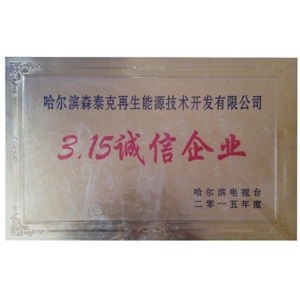 哈尔滨森泰克再生能源技术开发有限公司
3.15诚信企业
哈尔滨电视台
二零一五年度